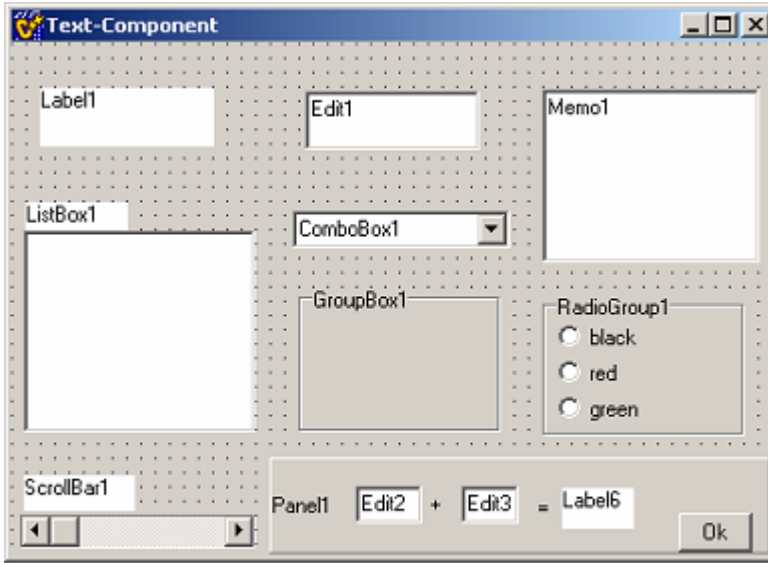 Text-Component
Label1
Edit1
Memo1
ListBox1
ComboBox1
GroupBox1
RadioGroup1
black
red
green
ScrollBar1
Panel1 Edit2 + Edit3 = Label6
Ok